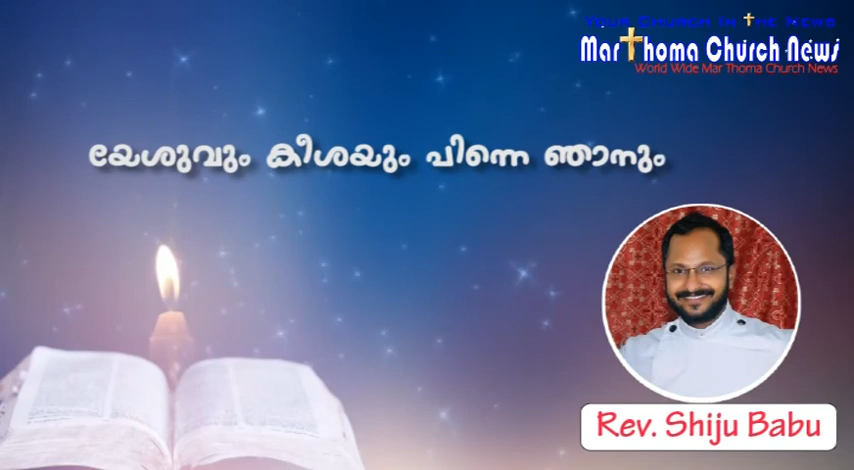 Your Church In the News
Mar Thoma Church News
World Wide Mar Thoma Church News
യേശുവും കീശയും പിന്നെ ഞാനും
Rev. Shiju Babu